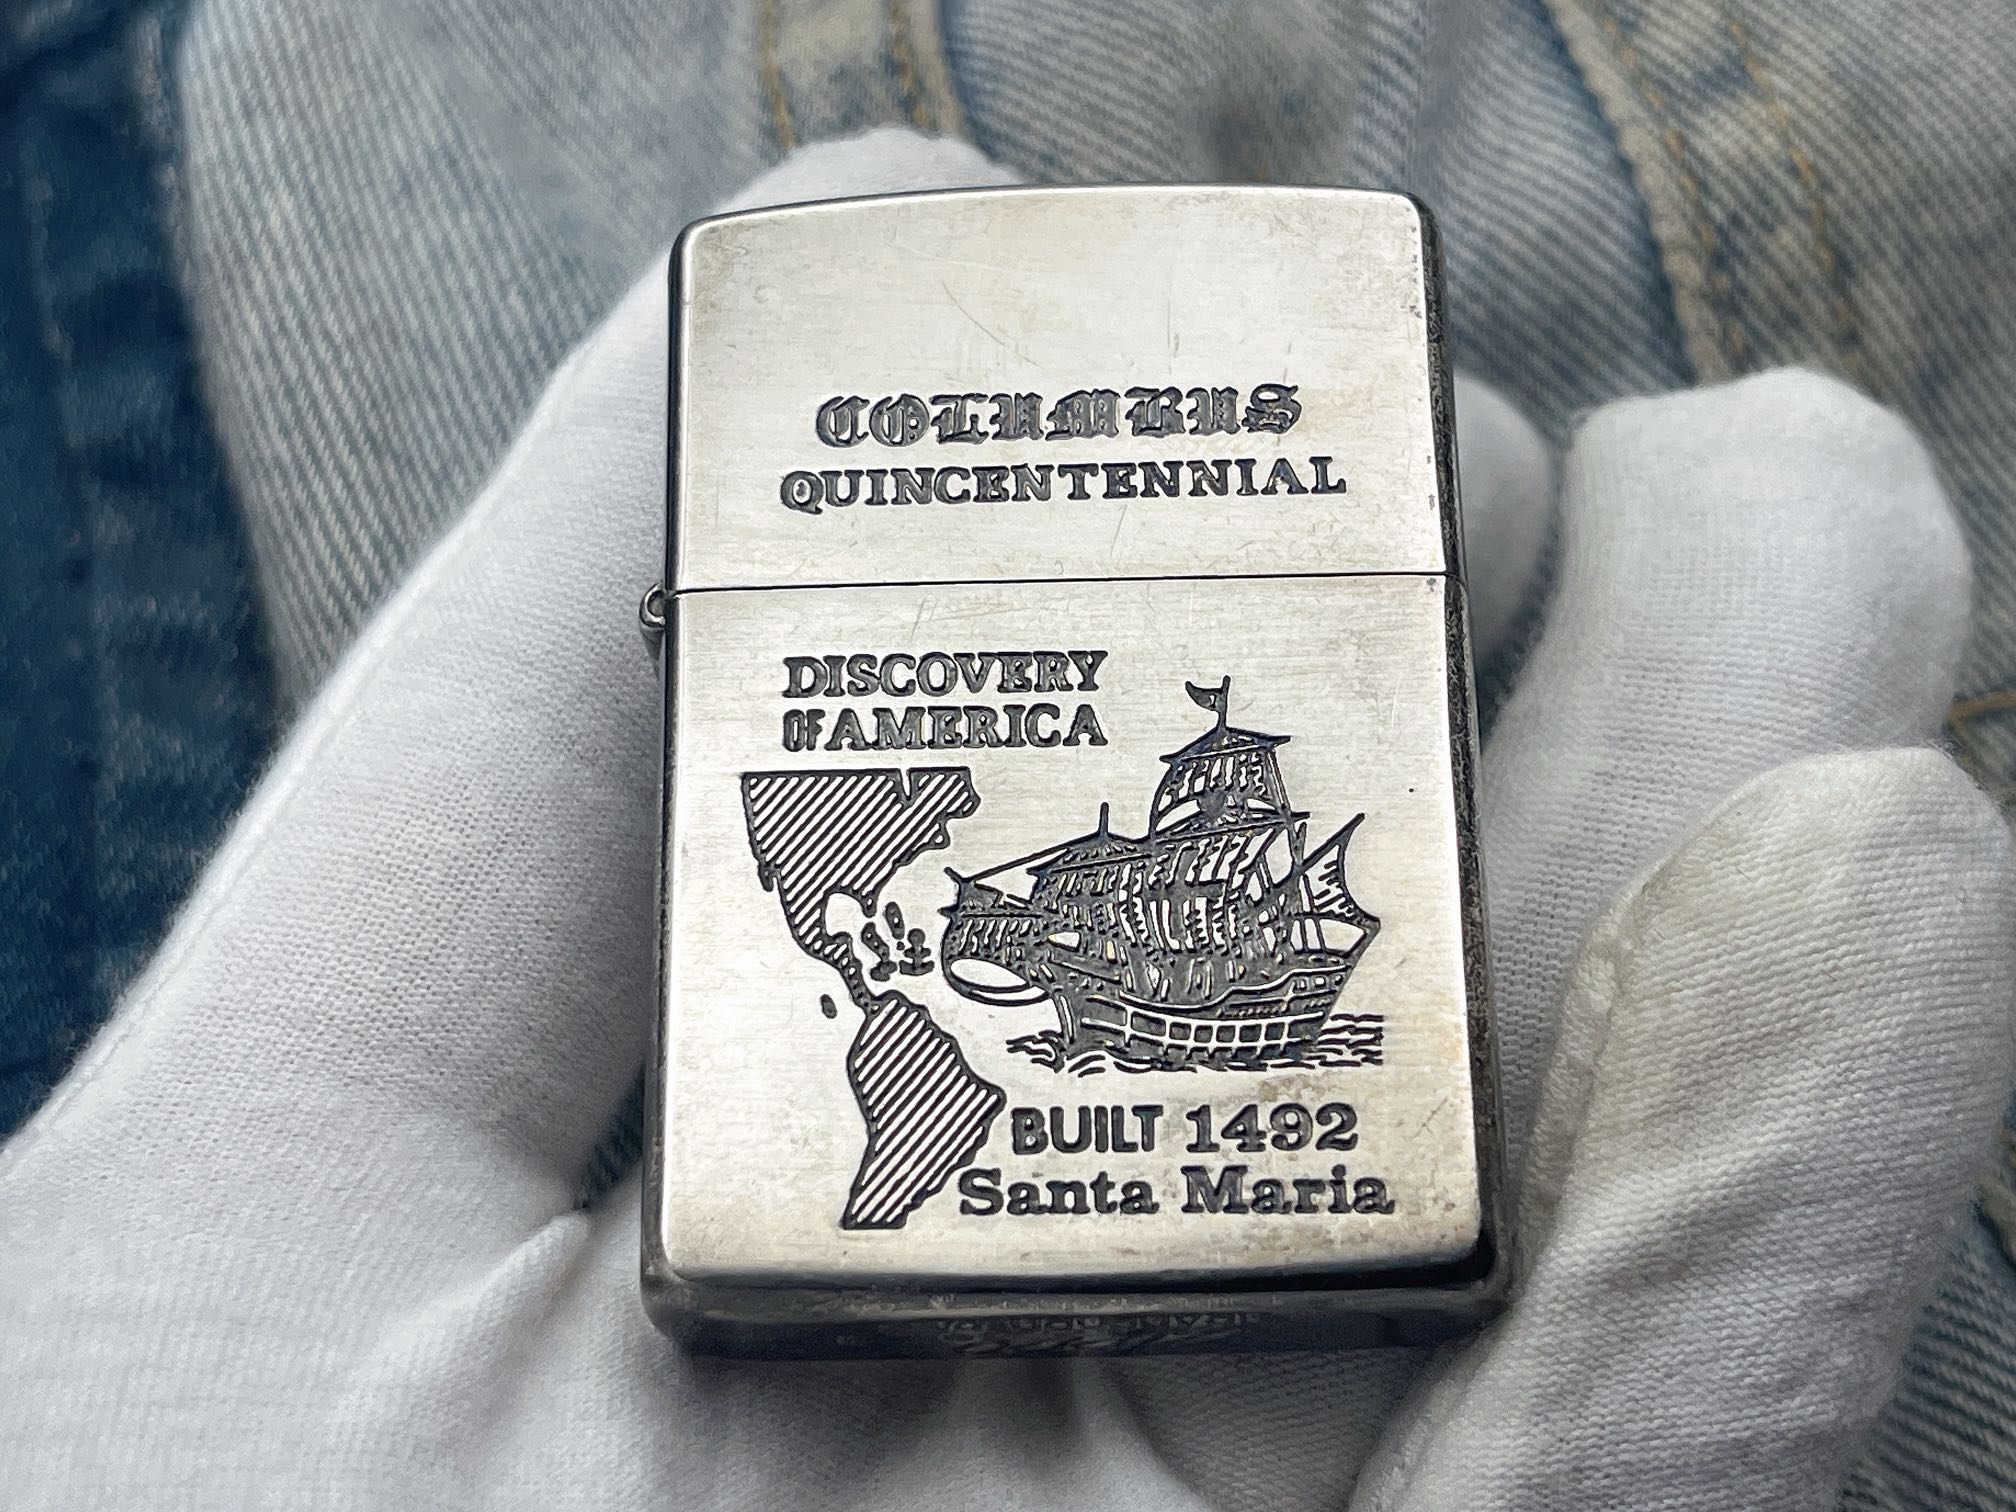 COLUMBUS
QUINCENTENNIAL
DISCOVERY
OF AMERICA
BUILT 1492
Santa Maria